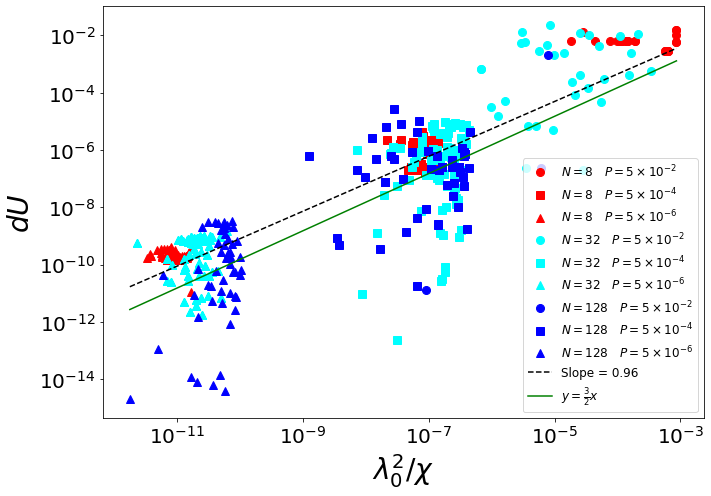 10⁻²
10⁻⁴
10⁻⁶
10⁻⁸
10⁻¹⁰
10⁻¹²
10⁻¹⁴
dU
N = 8 P = 5 × 10⁻²
N = 8 P = 5 × 10⁻⁴
N = 8 P = 5 × 10⁻⁶
N = 32 P = 5 × 10⁻²
N = 32 P = 5 × 10⁻⁴
N = 32 P = 5 × 10⁻⁶
N = 128 P = 5 × 10⁻²
N = 128 P = 5 × 10⁻⁴
N = 128 P = 5 × 10⁻⁶
Slope = 0.96
y = 3/2 x
10⁻¹¹ 10⁻⁹ 10⁻⁷ 10⁻⁵ 10⁻³
λ₀²/χ